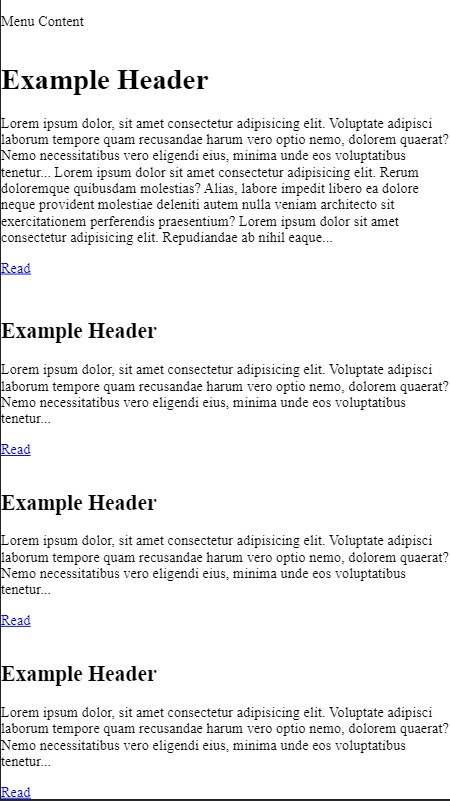 Menu Content
Example Header
Lorem ipsum dolor, sit amet consectetur adipisicing elit. Voluptate adipisci
laborum tempore quam recusandae harum vero optio nemo, dolorem quaerat?
Nemo necessitatibus vero eligendi eius, minima unde eos voluptatibus
tenetur... Lorem ipsum dolor sit amet consectetur adipisicing elit. Rerum
doloremque quibusdam molestias? Alias, labore impedit libero ea dolore
neque provident molestiae deleniti autem nulla veniam architecto sit
exercitationem perferendis praesentium? Lorem ipsum dolor sit amet
consectetur adipisicing elit. Repudiandae ab nihil eaque...
Read
Example Header
Lorem ipsum dolor, sit amet consectetur adipisicing elit. Voluptate adipisci
laborum tempore quam recusandae harum vero optio nemo, dolorem quaerat?
Nemo necessitatibus vero eligendi eius, minima unde eos voluptatibus
tenetur...
Read
Example Header
Lorem ipsum dolor, sit amet consectetur adipisicing elit. Voluptate adipisci
laborum tempore quam recusandae harum vero optio nemo, dolorem quaerat?
Nemo necessitatibus vero eligendi eius, minima unde eos voluptatibus
tenetur...
Read
Example Header
Lorem ipsum dolor, sit amet consectetur adipisicing elit. Voluptate adipisci
laborum tempore quam recusandae harum vero optio nemo, dolorem quaerat?
Nemo necessitatibus vero eligendi eius, minima unde eos voluptatibus
tenetur...
Read